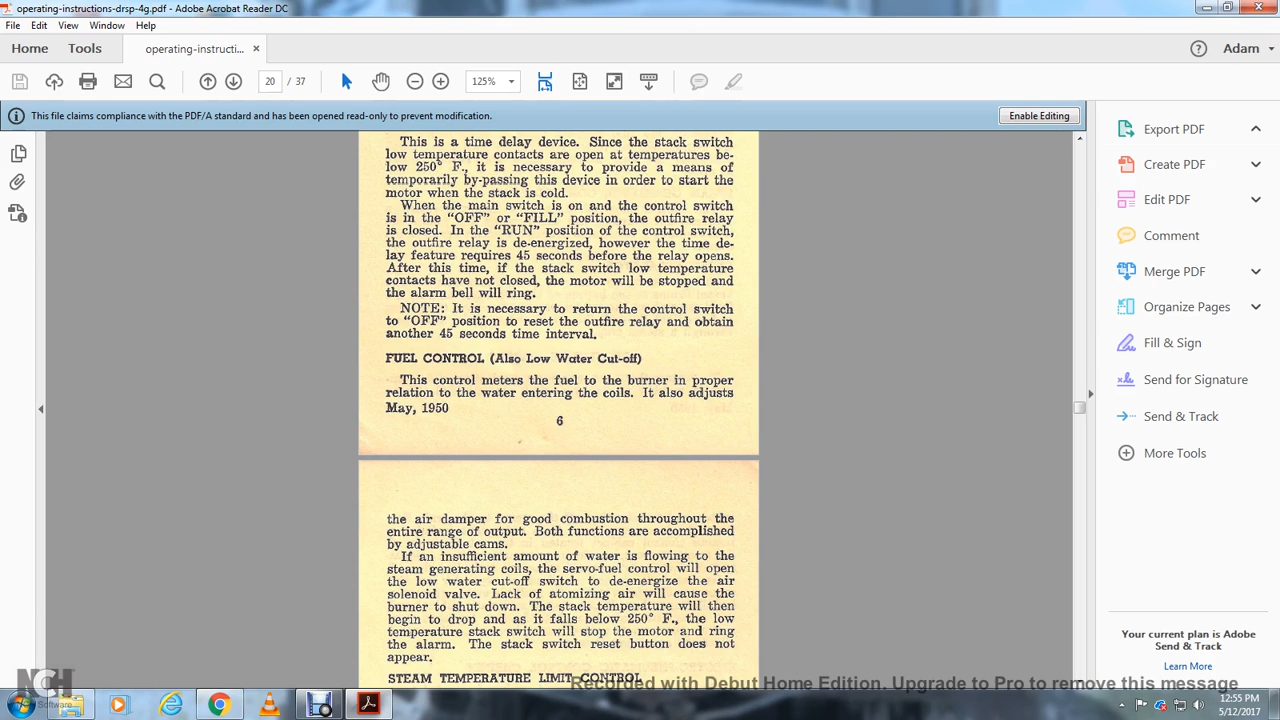 operating-instructions-drsp-4g.pdf - Adobe Acrobat Reader DC
File Edit View Window Help
Home Tools operating-instructi... × Adam
20 / 37 125%
This file claims compliance with the PDF/A standard and has been opened read-only to prevent modification. Enable Editing
This is a time delay device. Since the stack switch
low temperature contacts are open at temperatures be-
low 250° F., it is necessary to provide a means of
temporarily by-passing this device in order to start the
motor when the stack is cold.
When the main switch is on and the control switch
is in the “OFF” or “FILL” position, the outfire relay
is closed. In the “RUN” position of the control switch,
the outfire relay is de-energized, however the time de-
lay feature requires 45 seconds before the relay opens.
After this time, if the stack switch low temperature
contacts have not closed, the motor will be stopped and
the alarm bell will ring.
NOTE: It is necessary to return the control switch
to “OFF” position to reset the outfire relay and obtain
another 45 seconds time interval.
FUEL CONTROL (Also Low Water Cut-off)
This control meters the fuel to the burner in proper
relation to the water entering the coils. It also adjusts
May, 1950
6
the air damper for good combustion throughout the
entire range of output. Both functions are accomplished
by adjustable cams.
If an insufficient amount of water is flowing to the
steam generating coils, the servo-fuel control will open
the low water cut-off switch to de-energize the air
solenoid valve. Lack of atomizing air will cause the
burner to shut down. The stack temperature will then
begin to drop and as it falls below 250° F., the low
temperature stack switch will stop the motor and ring
the alarm. The stack switch reset button does not
appear.
STEAM TEMPERATURE LIMIT CONTROL
Export PDF
Create PDF
Edit PDF
Comment
Merge PDF
Organize Pages
Fill & Sign
Send for Signature
Send & Track
More Tools
Your current plan is Adobe
Send & Track
Learn More
NCH
Software
Recorded with Debut Home Edition. Upgrade to Pro to remove this message
12:55 PM
5/12/2017